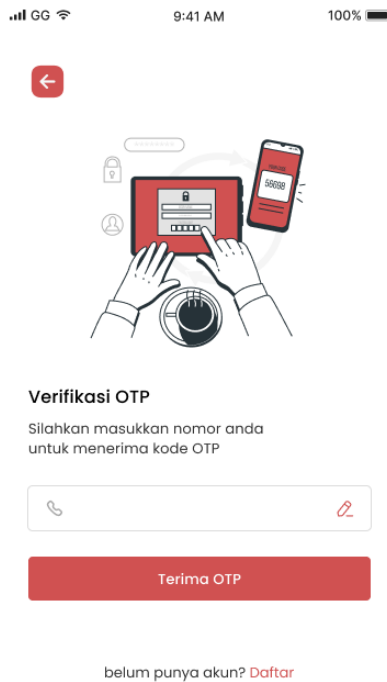 GG 9:41 AM 100%
56698
Verifikasi OTP
Silahkan masukkan nomor anda
untuk menerima kode OTP
Terima OTP
belum punya akun? Daftar